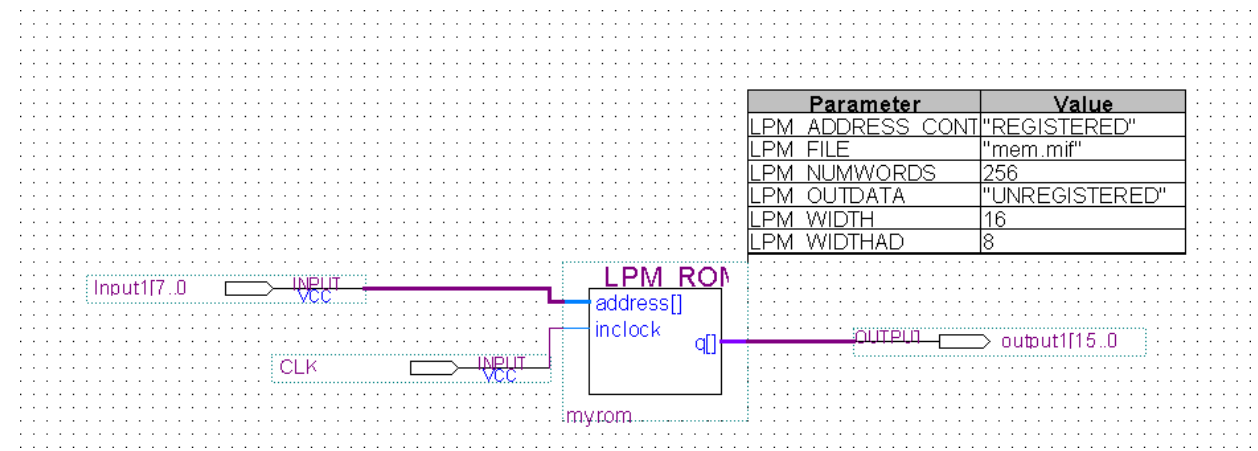 Parameter Value
LPM_ADDRESS_CONT "REGISTERED"
LPM_FILE "mem.mif"
LPM_NUMWORDS 256
LPM_OUTDATA "UNREGISTERED"
LPM_WIDTH 16
LPM_WIDTHAD 8
LPM_ROM
Input1[7..0 INPUT
VCC
address[]
inclock
q[]
OUTPUT output1[15..0
CLK INPUT
VCC
myrom